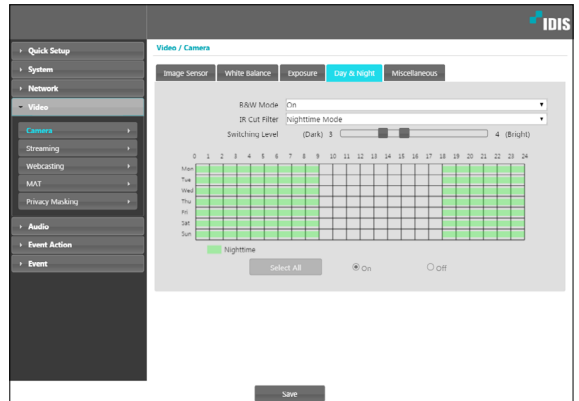 IDIS
Quick Setup
System
Network
Video
Camera
Streaming
Webcasting
MAT
Privacy Masking
Audio
Event Action
Event
Video / Camera
Image Sensor White Balance Exposure Day & Night Miscellaneous
B&W Mode On
IR Cut Filter Nighttime Mode
Switching Level (Dark) 3 4 (Bright)
0 1 2 3 4 5 6 7 8 9 10 11 12 13 14 15 16 17 18 19 20 21 22 23 24
Mon
Tue
Wed
Thu
Fri
Sat
Sun
Nighttime
Select All On Off
Save